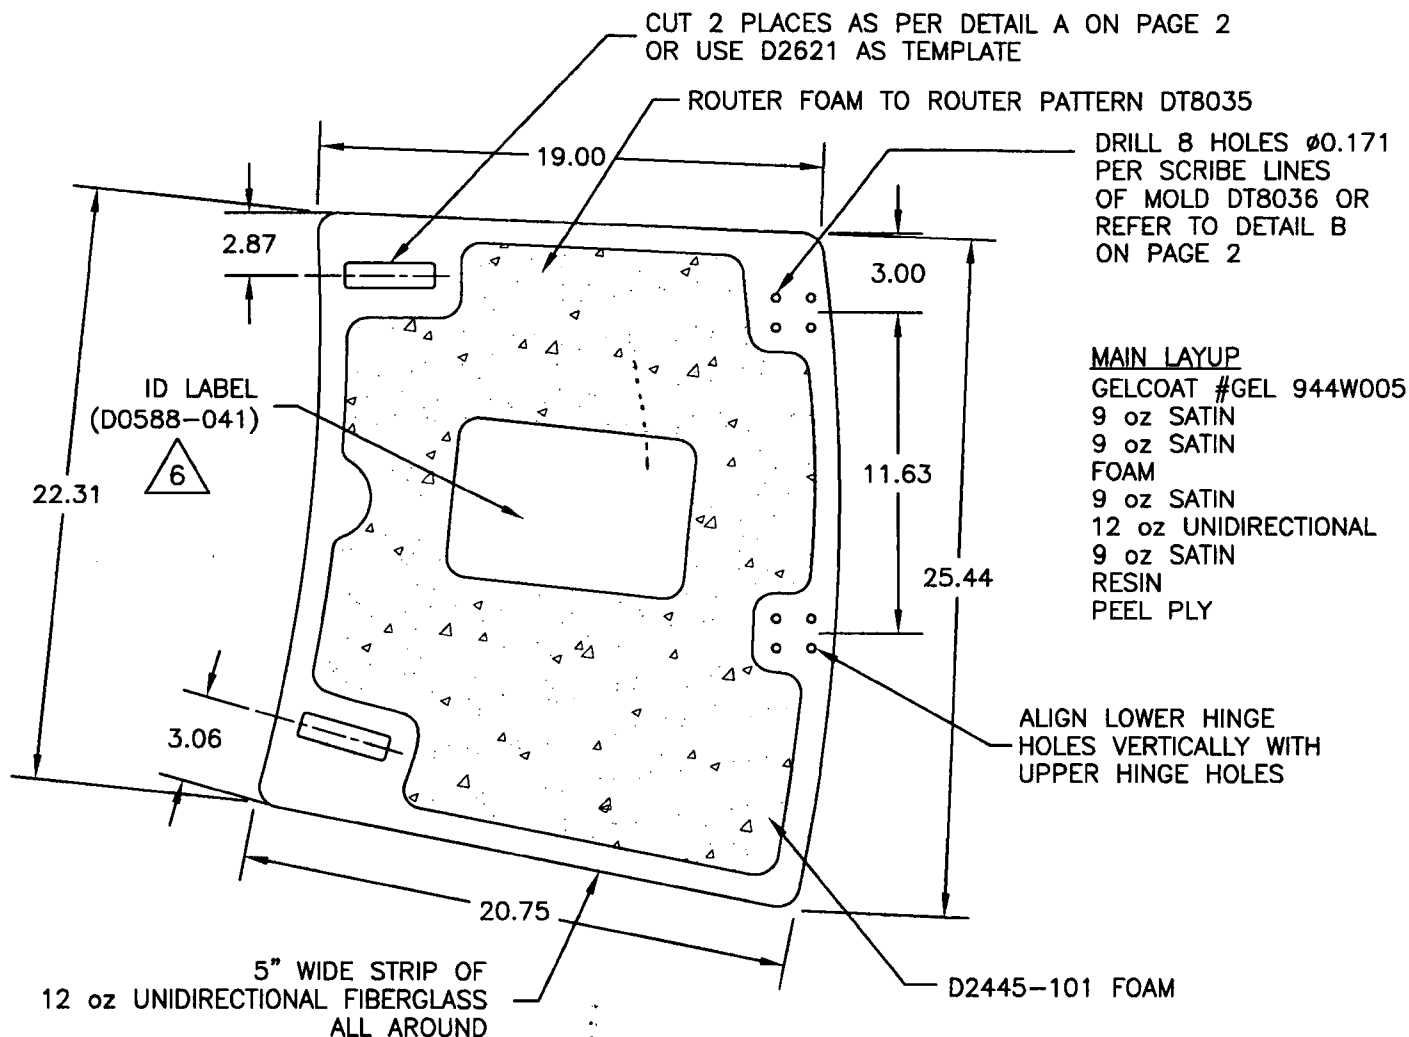 CUT 2 PLACES AS PER DETAIL A ON PAGE 2
OR USE D2621 AS TEMPLATE
ROUTER FOAM TO ROUTER PATTERN DT8035
DRILL 8 HOLES ø0.171
PER SCRIBE LINES
OF MOLD DT8036 OR
REFER TO DETAIL B
ON PAGE 2
19.00
2.87
3.00
MAIN LAYUP
GELCOAT #GEL 944W005
9 oz SATIN
9 oz SATIN
FOAM
9 oz SATIN
12 oz UNIDIRECTIONAL
9 oz SATIN
RESIN
PEEL PLY
ID LABEL
(D0588-041)
6
22.31
11.63
25.44
3.06
ALIGN LOWER HINGE
HOLES VERTICALLY WITH
UPPER HINGE HOLES
20.75
5" WIDE STRIP OF
12 oz UNIDIRECTIONAL FIBERGLASS
ALL AROUND
D2445-101 FOAM